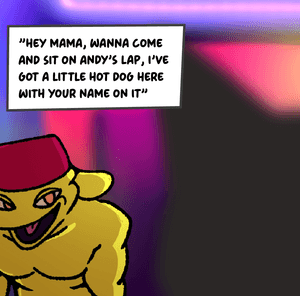 "HEY MAMA, WANNA COME
AND SIT ON ANDY'S LAP, I'VE
GOT A LITTLE HOT DOG HERE
WITH YOUR NAME ON IT"